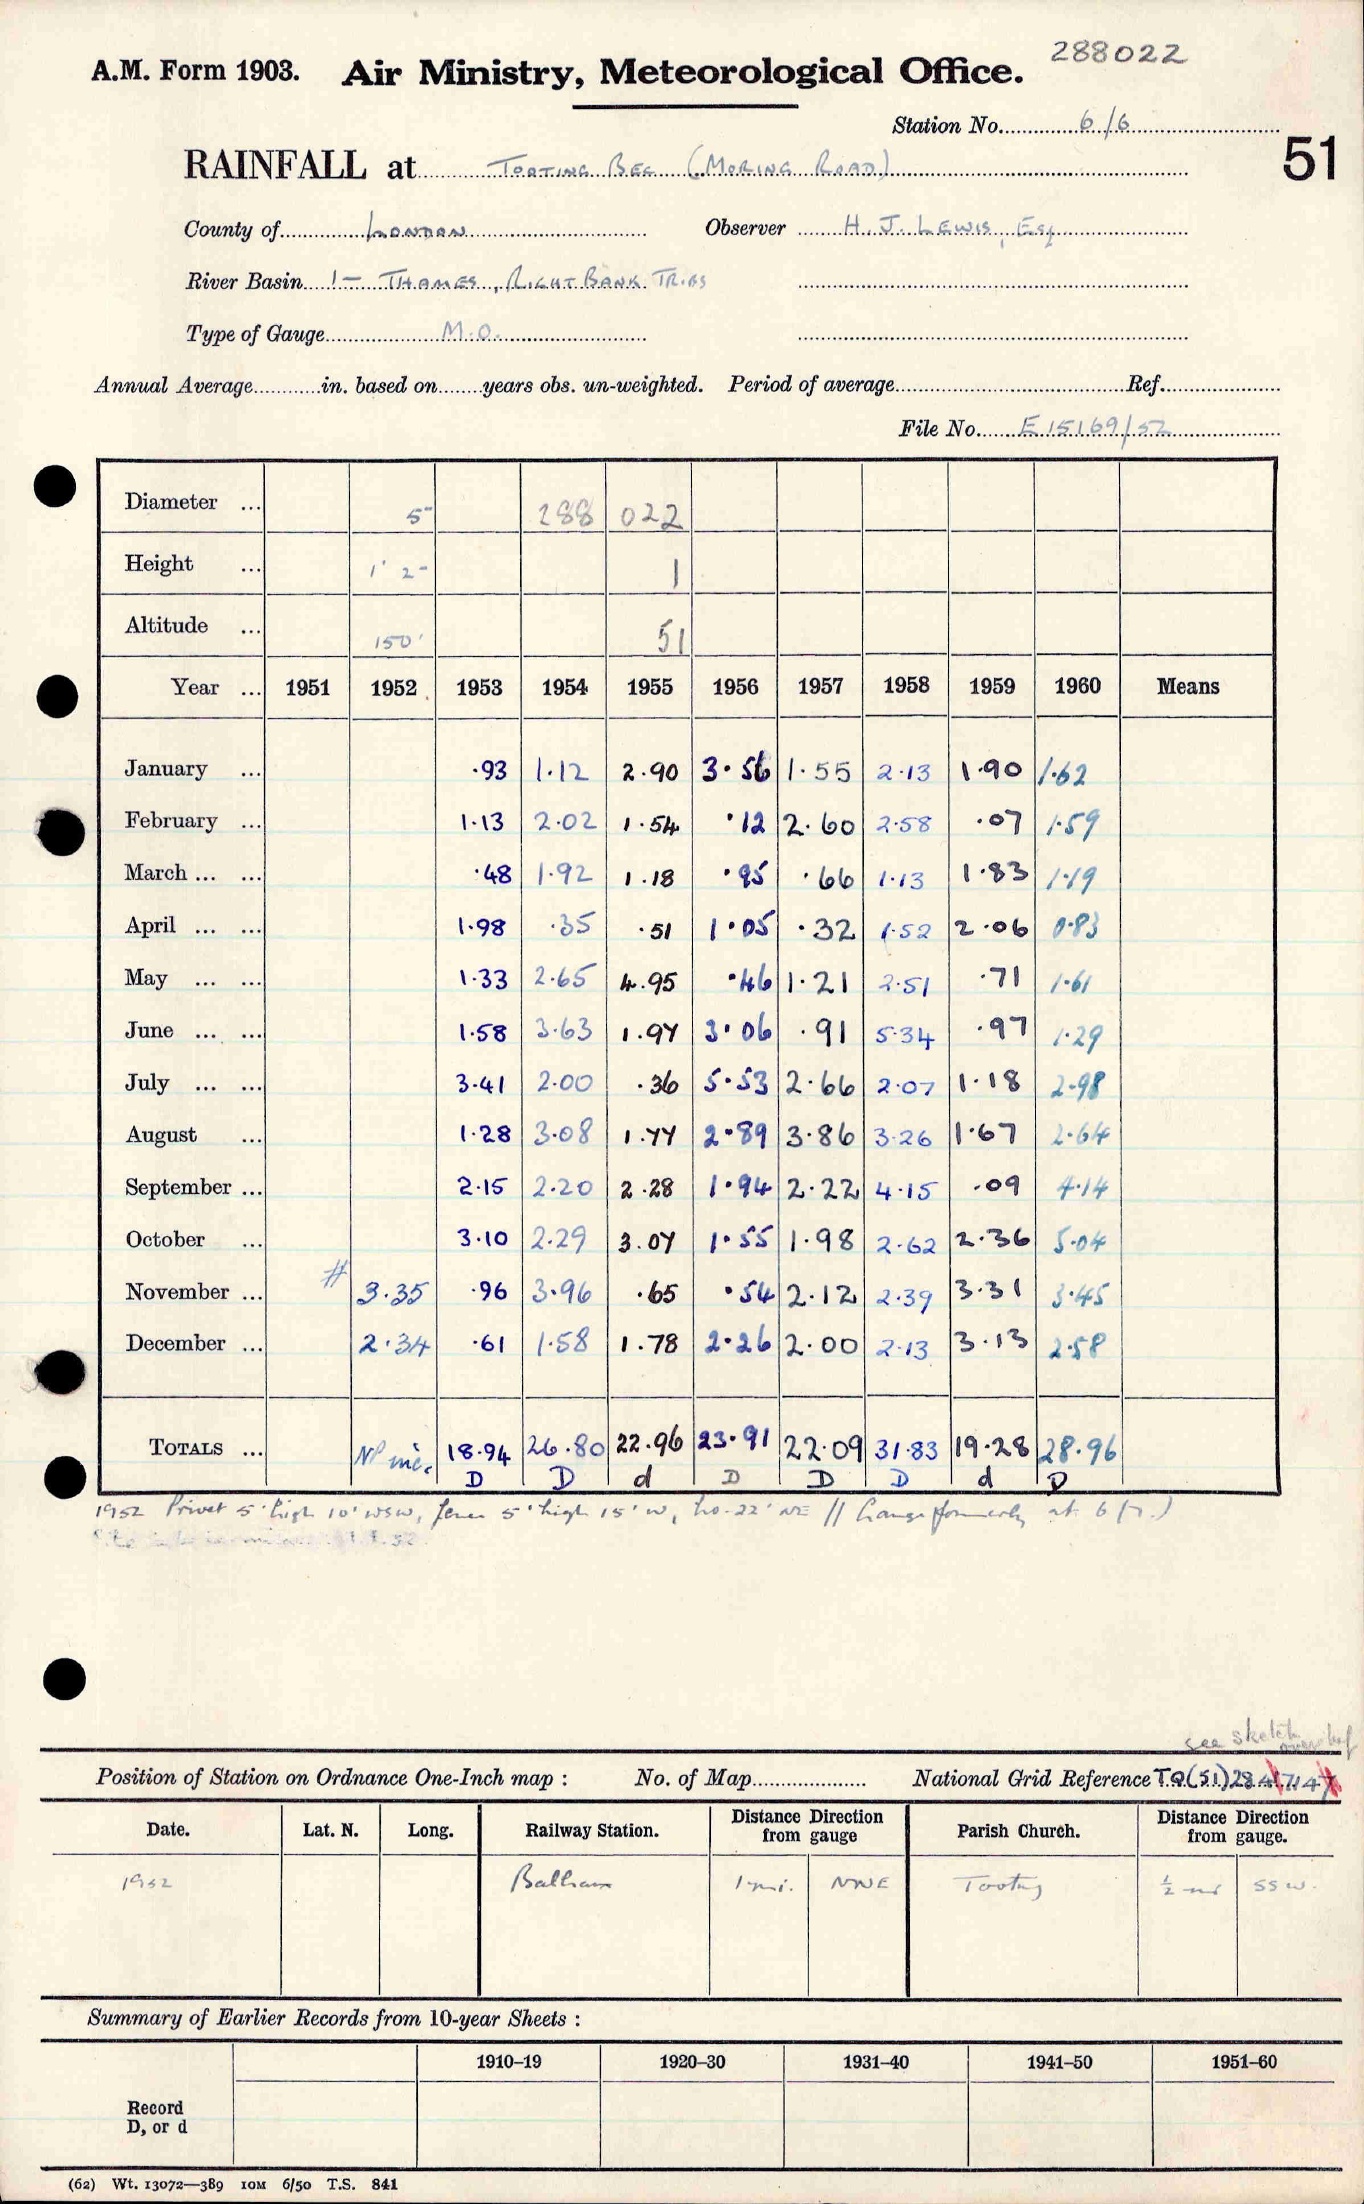 288022
A.M. Form 1903. Air Ministry, Meteorological Office.
Station No. 6/6
51
RAINFALL at TOOTING BEC (MORING ROAD)
County of LONDON Observer H. J. LEWIS, Esq
River Basin 1 - THAMES, RIGHT BANK TRIBS
Type of Gauge M.O.
Annual Average in. based on years obs. un-weighted. Period of average Ref.
File No. E 15169/52
Diameter ... 5" 288 022
Height ... 1' 2" 1
Altitude ... 150' 51
Year ... 1951 1952 1953 1954 1955 1956 1957 1958 1959 1960 Means
January ... ·93 1·12 2·90 3·56 1·55 2·13 1·90 1·62
February ... 1·13 2·02 1·54 ·12 2·60 2·58 ·07 1·59
March ... ... ·48 1·92 1·18 ·95 ·66 1·13 1·83 1·19
April ... ... 1·98 ·35 ·51 1·05 ·32 1·52 2·06 0·83
May ... ... 1·33 2·65 4·95 ·46 1·21 2·51 ·71 1·61
June ... ... 1·58 3·63 1·97 3·06 ·91 5·34 ·97 1·29
July ... ... 3·41 2·00 ·36 5·53 2·66 2·07 1·18 2·98
August ... 1·28 3·08 1·77 2·89 3·86 3·26 1·67 2·64
September ... 2·15 2·20 2·28 1·94 2·22 4·15 ·09 4·14
October ... 3·10 2·29 3·07 1·55 1·98 2·62 2·36 5·04
November ... # 3·35 ·96 3·96 ·65 ·54 2·12 2·39 3·31 3·45
December ... 2·34 ·61 1·58 1·78 2·26 2·00 2·13 3·13 2·58
TOTALS ... 18·94 26·80 22·96 23·91 22·09 31·83 19·28 28·96
D D d D D D d D
1952 Privet 5' high 10' WSW, fence 5' high 15' W, ho. 22' NE // Gauge formerly at 6/7.)
see sketch overleaf
Position of Station on Ordnance One-Inch map : No. of Map National Grid Reference TQ(51)284714
Date. Lat. N. Long. Railway Station. Distance Direction from gauge Parish Church. Distance Direction from gauge.
1952 Balham 1 mi. NNE Tooting ½ mi SSW.
Summary of Earlier Records from 10-year Sheets :
1910–19 1920–30 1931–40 1941–50 1951–60
Record
D, or d
(62) Wt. 13072—389 10M 6/50 T.S. 841